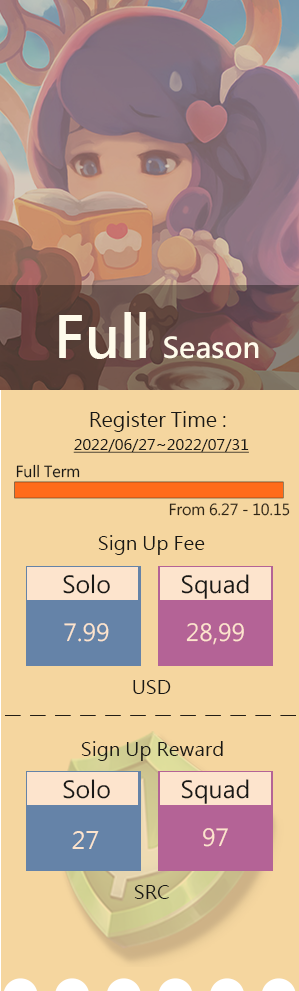 Full Season
Register Time :
2022/06/27~2022/07/31
Full Term
From 6.27 - 10.15
Sign Up Fee
Solo Squad
7.99 28,99
USD
Sign Up Reward
Solo Squad
27 97
SRC